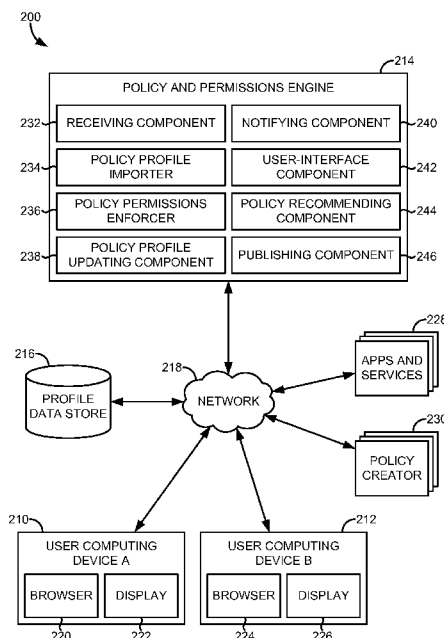 200
214
POLICY AND PERMISSIONS ENGINE
232
RECEIVING COMPONENT
NOTIFYING COMPONENT
240
234
POLICY PROFILE
IMPORTER
USER-INTERFACE
COMPONENT
242
236
POLICY PERMISSIONS
ENFORCER
POLICY RECOMMENDING
COMPONENT
244
238
POLICY PROFILE
UPDATING COMPONENT
PUBLISHING COMPONENT
246
216
PROFILE
DATA STORE
218
NETWORK
228
APPS AND
SERVICES
230
POLICY
CREATOR
210
USER COMPUTING
DEVICE A
BROWSER
DISPLAY
220
222
212
USER COMPUTING
DEVICE B
BROWSER
DISPLAY
224
226